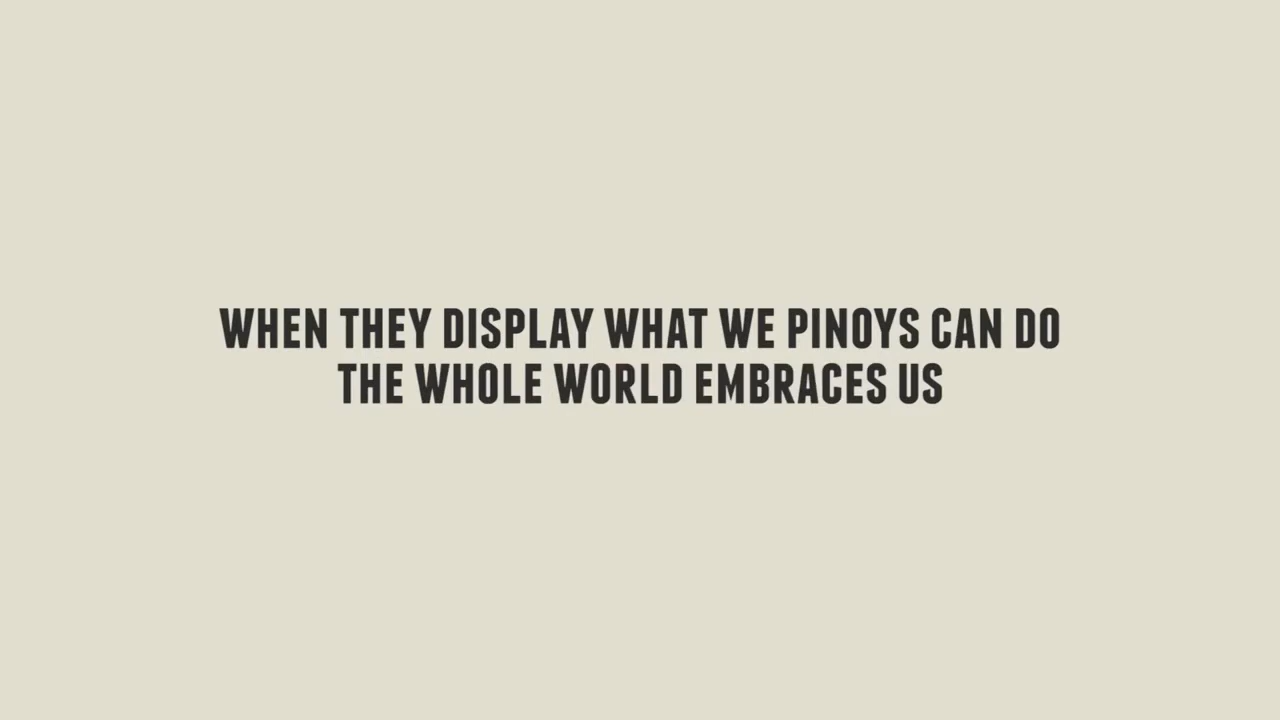 WHEN THEY DISPLAY WHAT WE PINOYS CAN DO
THE WHOLE WORLD EMBRACES US